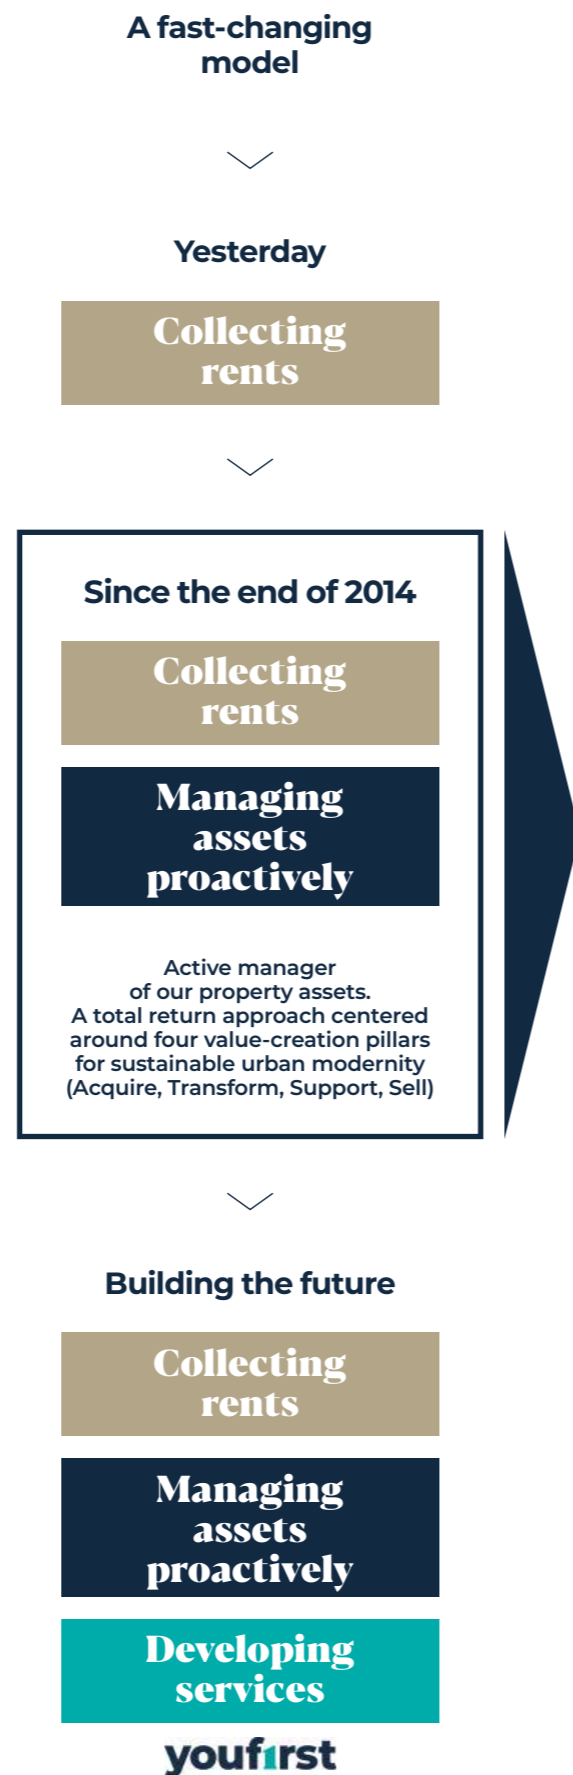 A fast-changing
model
Yesterday
Collecting
rents
Since the end of 2014
Collecting
rents
Managing
assets
proactively
Active manager
of our property assets.
A total return approach centered
around four value-creation pillars
for sustainable urban modernity
(Acquire, Transform, Support, Sell)
Building the future
Collecting
rents
Managing
assets
proactively
Developing
services
youf1rst